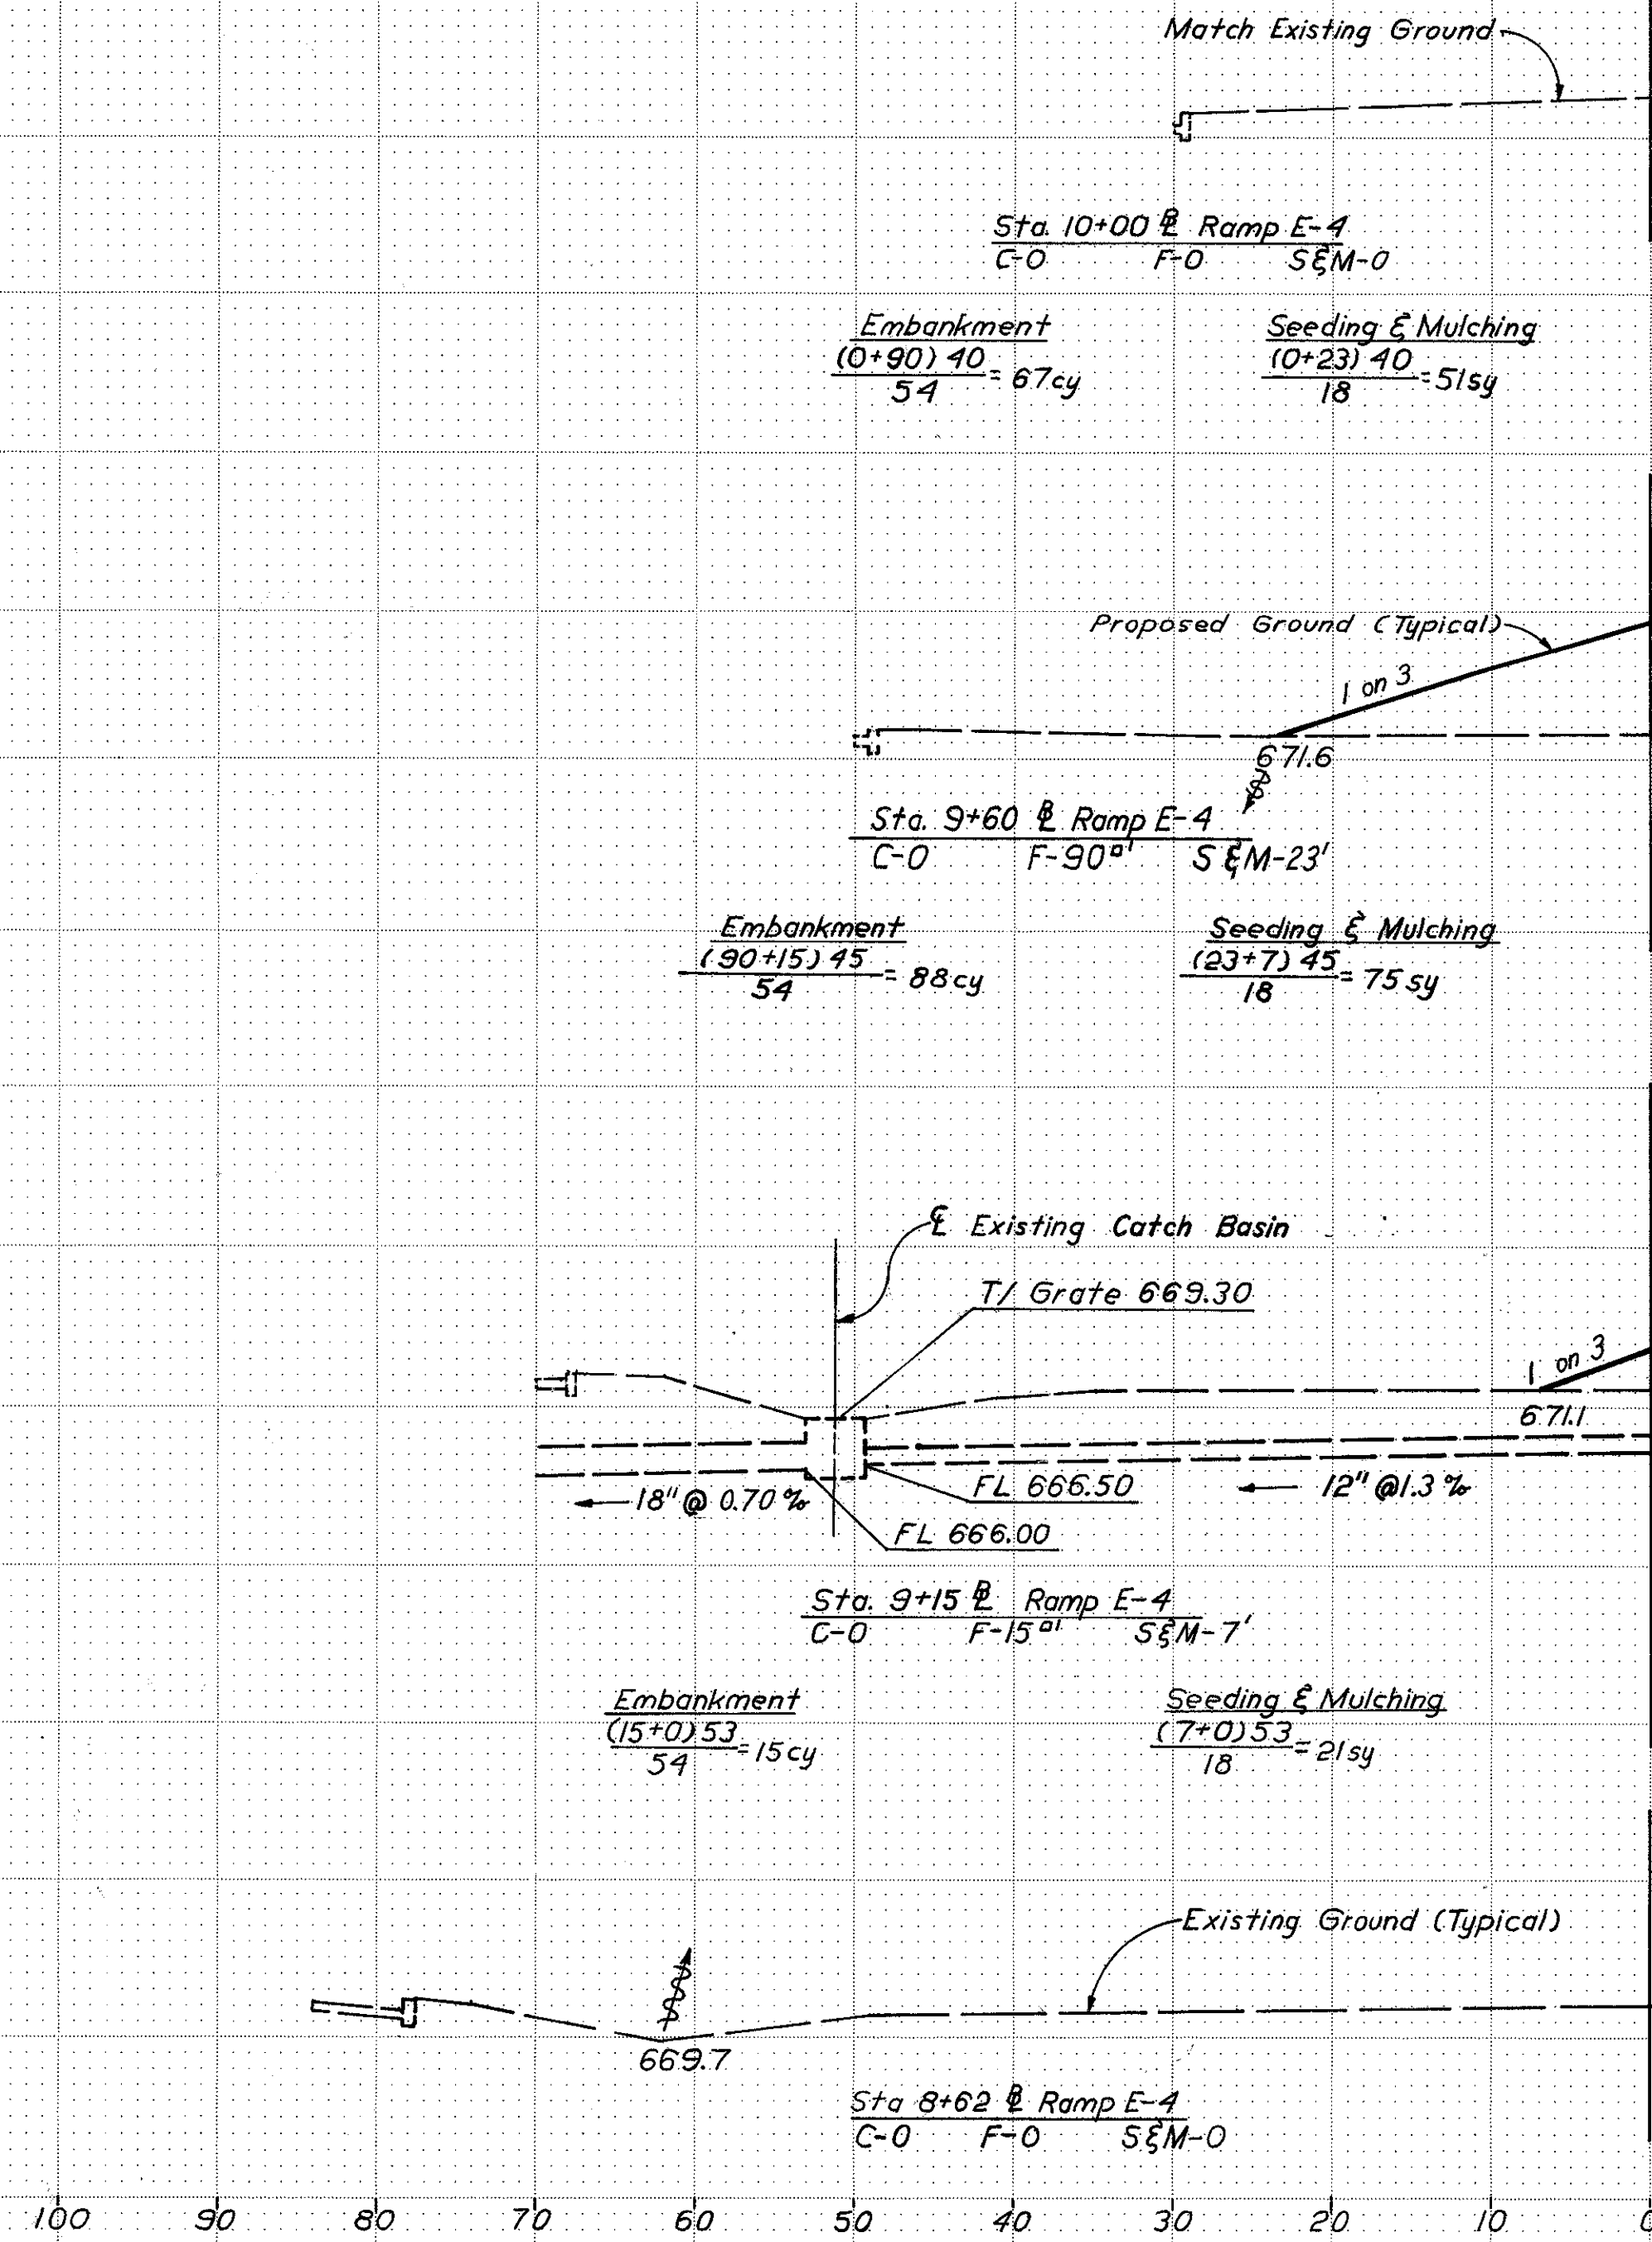 Match Existing Ground
Sta. 10+00 ⅊ Ramp E-4
C-0 F-0 S&M-0
Embankment
(0+90) 40
54
= 67cy
Seeding & Mulching
(0+23) 40
18
= 51sy
Proposed Ground (Typical)
1 on 3
671.6
Sta. 9+60 ⅊ Ramp E-4
C-0 F-90□' S&M-23'
Embankment
(90+15) 45
54
= 88cy
Seeding & Mulching
(23+7) 45
18
= 75sy
℄ Existing Catch Basin
T/ Grate 669.30
1 on 3
671.1
FL 666.50
18" @ 0.70 %
12" @1.3 %
FL 666.00
Sta. 9+15 ⅊ Ramp E-4
C-0 F-15□' S&M-7'
Embankment
(15+0) 53
54
= 15cy
Seeding & Mulching
(7+0) 53
18
= 21sy
Existing Ground (Typical)
669.7
Sta 8+62 ⅊ Ramp E-4
C-0 F-0 S&M-0
100 90 80 70 60 50 40 30 20 10 0